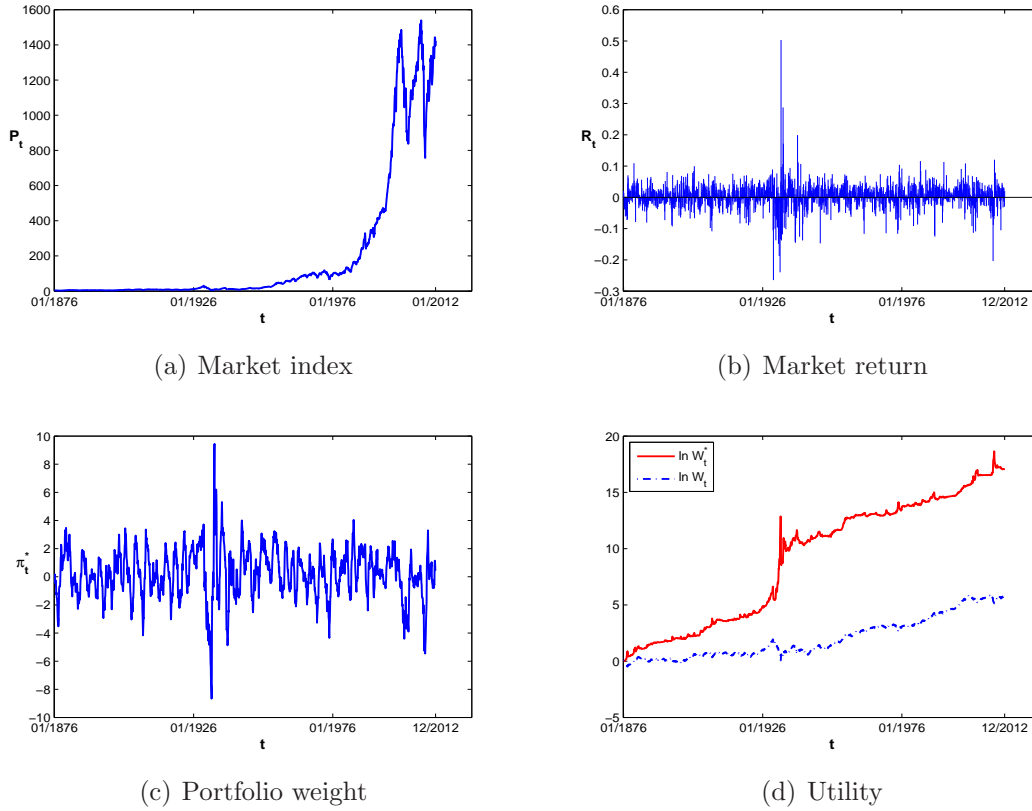 1600
1400
1200
1000
800
600
400
200
0
P_t
01/1876 01/1926 01/1976 01/2012
t
(a) Market index
0.6
0.5
0.4
0.3
0.2
0.1
0
-0.1
-0.2
-0.3
R_t
01/1876 01/1926 01/1976 12/2012
t
(b) Market return
10
8
6
4
2
0
-2
-4
-6
-8
-10
π_t^*
01/1876 01/1926 01/1976 12/2012
t
(c) Portfolio weight
20
15
10
5
0
-5
ln W_t^*
ln W_t
01/1876 01/1926 01/1976 12/2012
t
(d) Utility